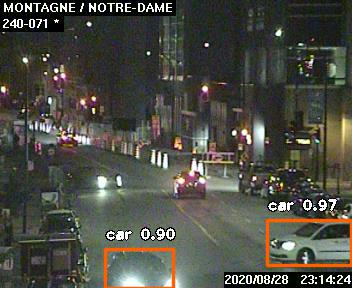 MONTAGNE / NOTRE-DAME
240-071 *
car 0.97
car 0.90
2020/08/28 23:14:24